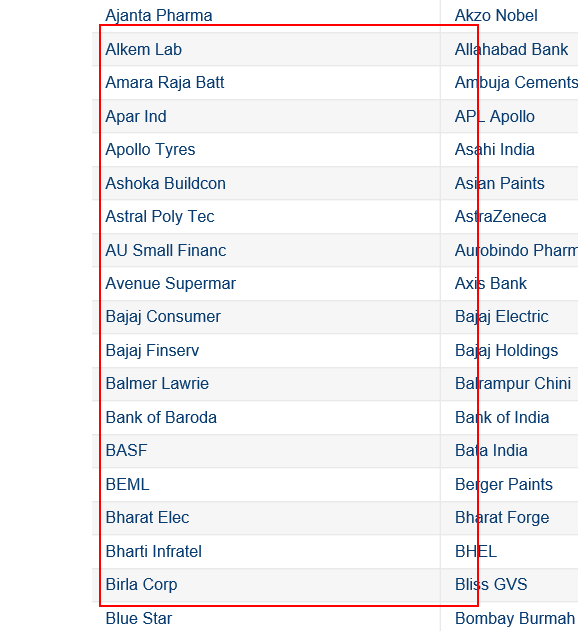 Ajanta Pharma Akzo Nobel
Alkem Lab Allahabad Bank
Amara Raja Batt Ambuja Cements
Apar Ind APL Apollo
Apollo Tyres Asahi India
Ashoka Buildcon Asian Paints
Astral Poly Tec AstraZeneca
AU Small Financ Aurobindo Pharm
Avenue Supermar Axis Bank
Bajaj Consumer Bajaj Electric
Bajaj Finserv Bajaj Holdings
Balmer Lawrie Balrampur Chini
Bank of Baroda Bank of India
BASF Bata India
BEML Berger Paints
Bharat Elec Bharat Forge
Bharti Infratel BHEL
Birla Corp Bliss GVS
Blue Star Bombay Burmah